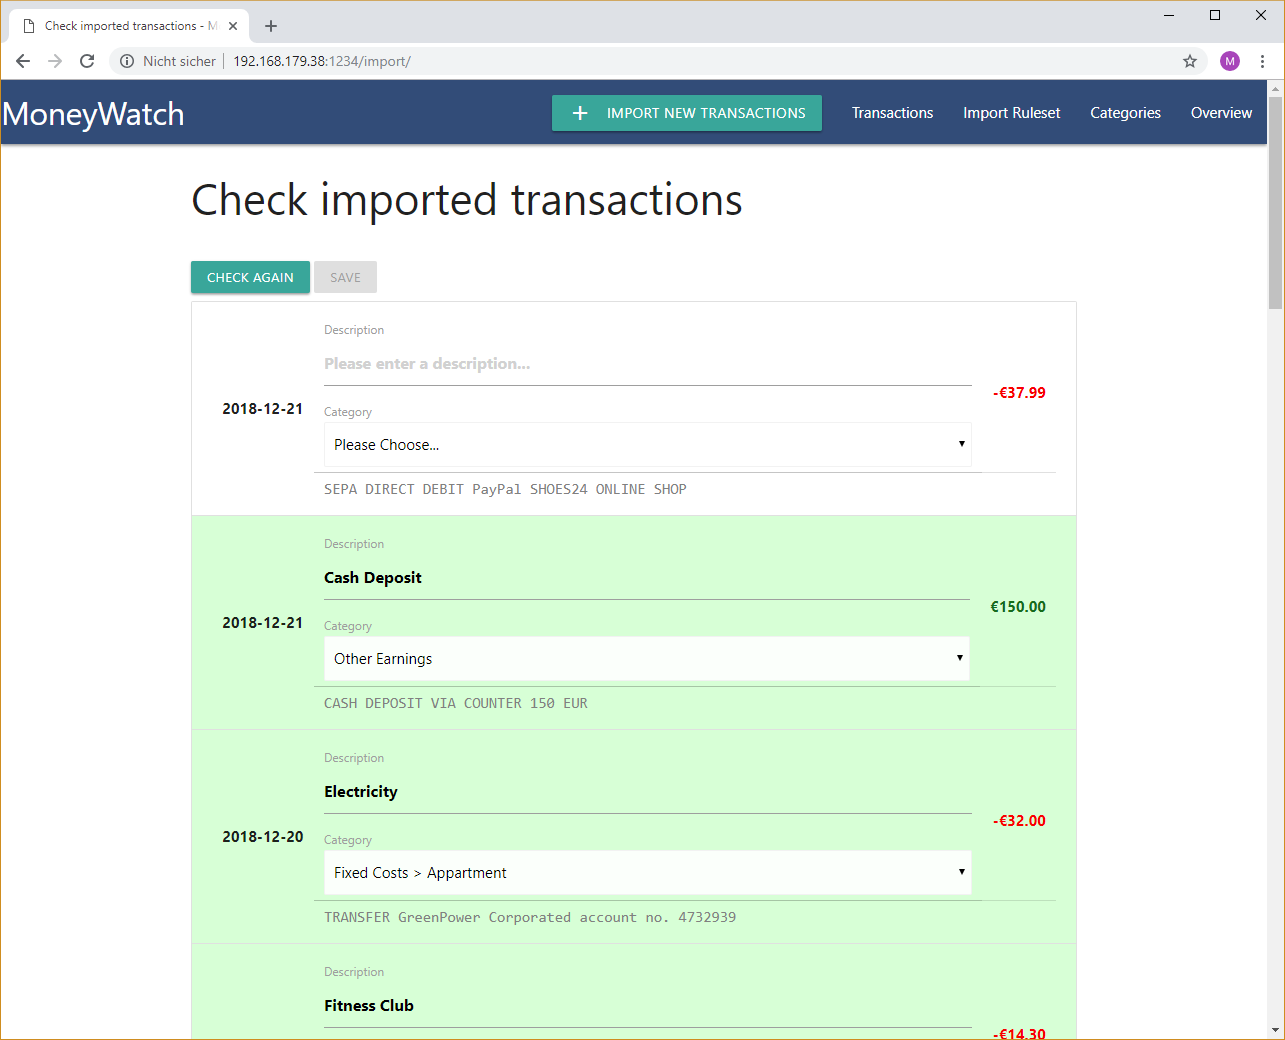 Check imported transactions - M
Nicht sicher
192.168.179.38:1234/import/
M
MoneyWatch
IMPORT NEW TRANSACTIONS
Transactions
Import Ruleset
Categories
Overview
Check imported transactions
CHECK AGAIN
SAVE
Description
Please enter a description...
2018-12-21
-€37.99
Category
Please Choose...
SEPA DIRECT DEBIT PayPal SHOES24 ONLINE SHOP
Description
Cash Deposit
2018-12-21
€150.00
Category
Other Earnings
CASH DEPOSIT VIA COUNTER 150 EUR
Description
Electricity
2018-12-20
-€32.00
Category
Fixed Costs > Appartment
TRANSFER GreenPower Corporated account no. 4732939
Description
Fitness Club
-€14.30